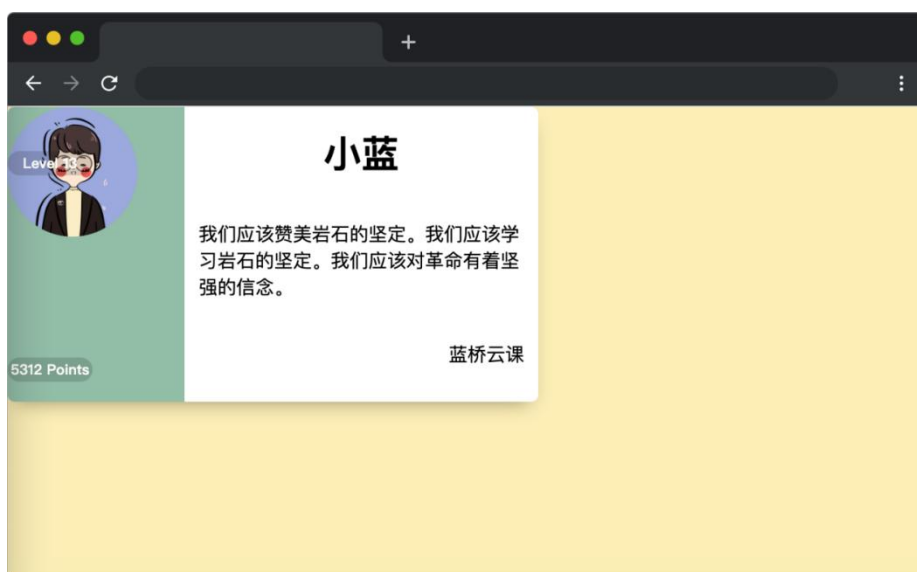 小蓝
Level 13
我们应该赞美岩石的坚定。我们应该学
习岩石的坚定。我们应该对革命有着坚
强的信念。
蓝桥云课
5312 Points